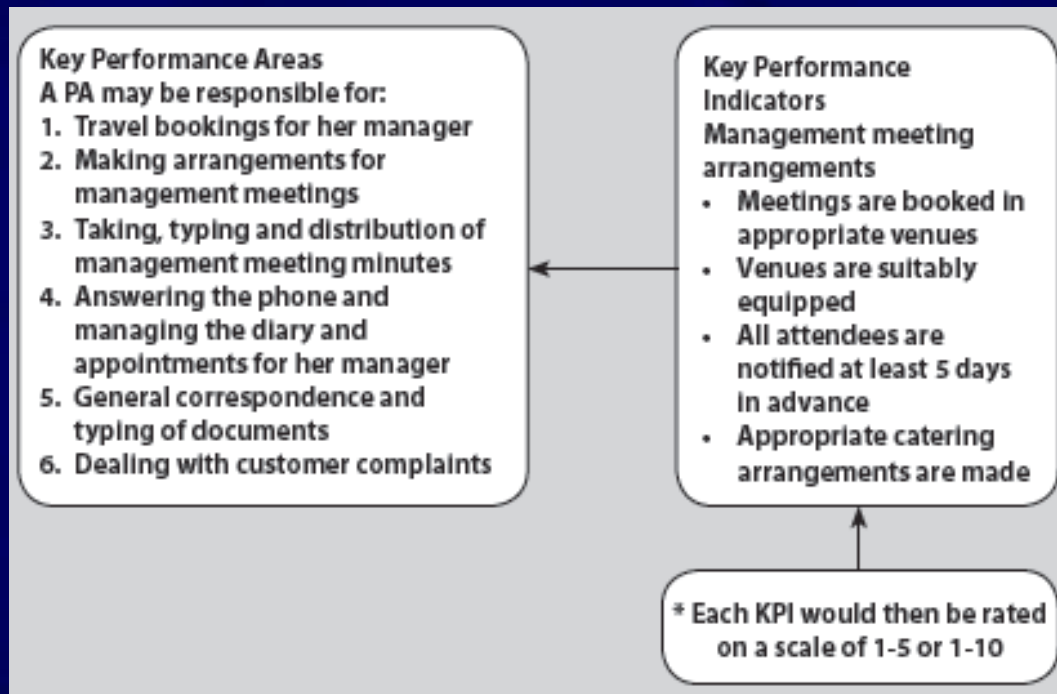 Key Performance Areas
A PA may be responsible for:
1. Travel bookings for her manager
2. Making arrangements for
management meetings
3. Taking, typing and distribution of
management meeting minutes
4. Answering the phone and
managing the diary and
appointments for her manager
5. General correspondence and
typing of documents
6. Dealing with customer complaints
Key Performance
Indicators
Management meeting
arrangements
• Meetings are booked in
appropriate venues
• Venues are suitably
equipped
• All attendees are
notified at least 5 days
in advance
• Appropriate catering
arrangements are made
* Each KPI would then be rated
on a scale of 1-5 or 1-10